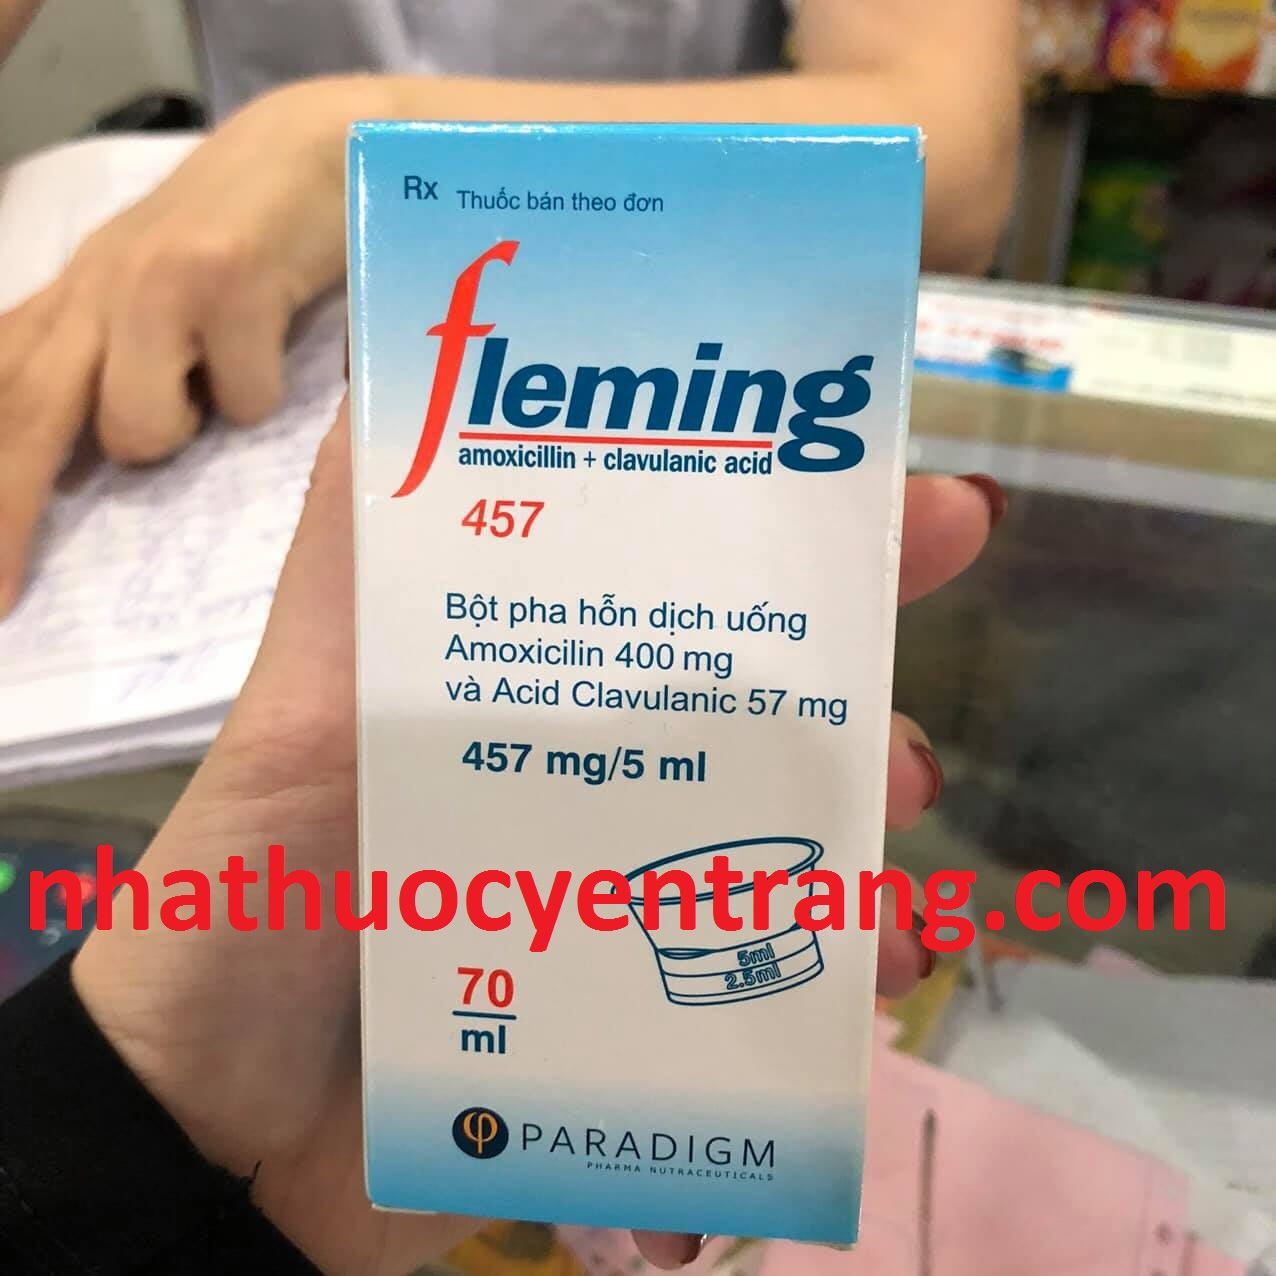 Rx Thuốc bán theo đơn
fleming
amoxicillin + clavulanic acid
457
Bột pha hỗn dịch uống
Amoxicilin 400 mg
và Acid Clavulanic 57 mg
457 mg/5 ml
nhathuocyentrang.com
5ml
2.5ml
70
ml
φ PARADIGM
PHARMA NUTRACEUTICALS